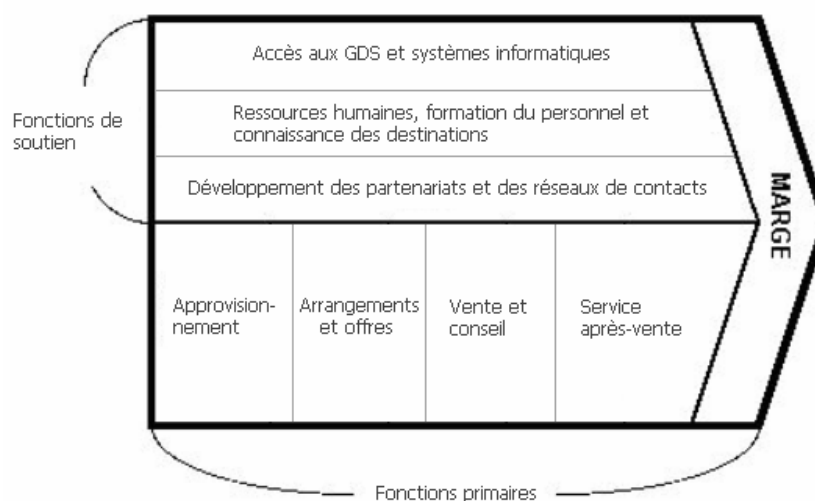 Accès aux GDS et systèmes informatiques
Fonctions de
soutien
Ressources humaines, formation du personnel et
connaissance des destinations
Développement des partenariats et des réseaux de contacts
MARGE
Approvision-
nement
Arrangements
et offres
Vente et
conseil
Service
après-vente
Fonctions primaires